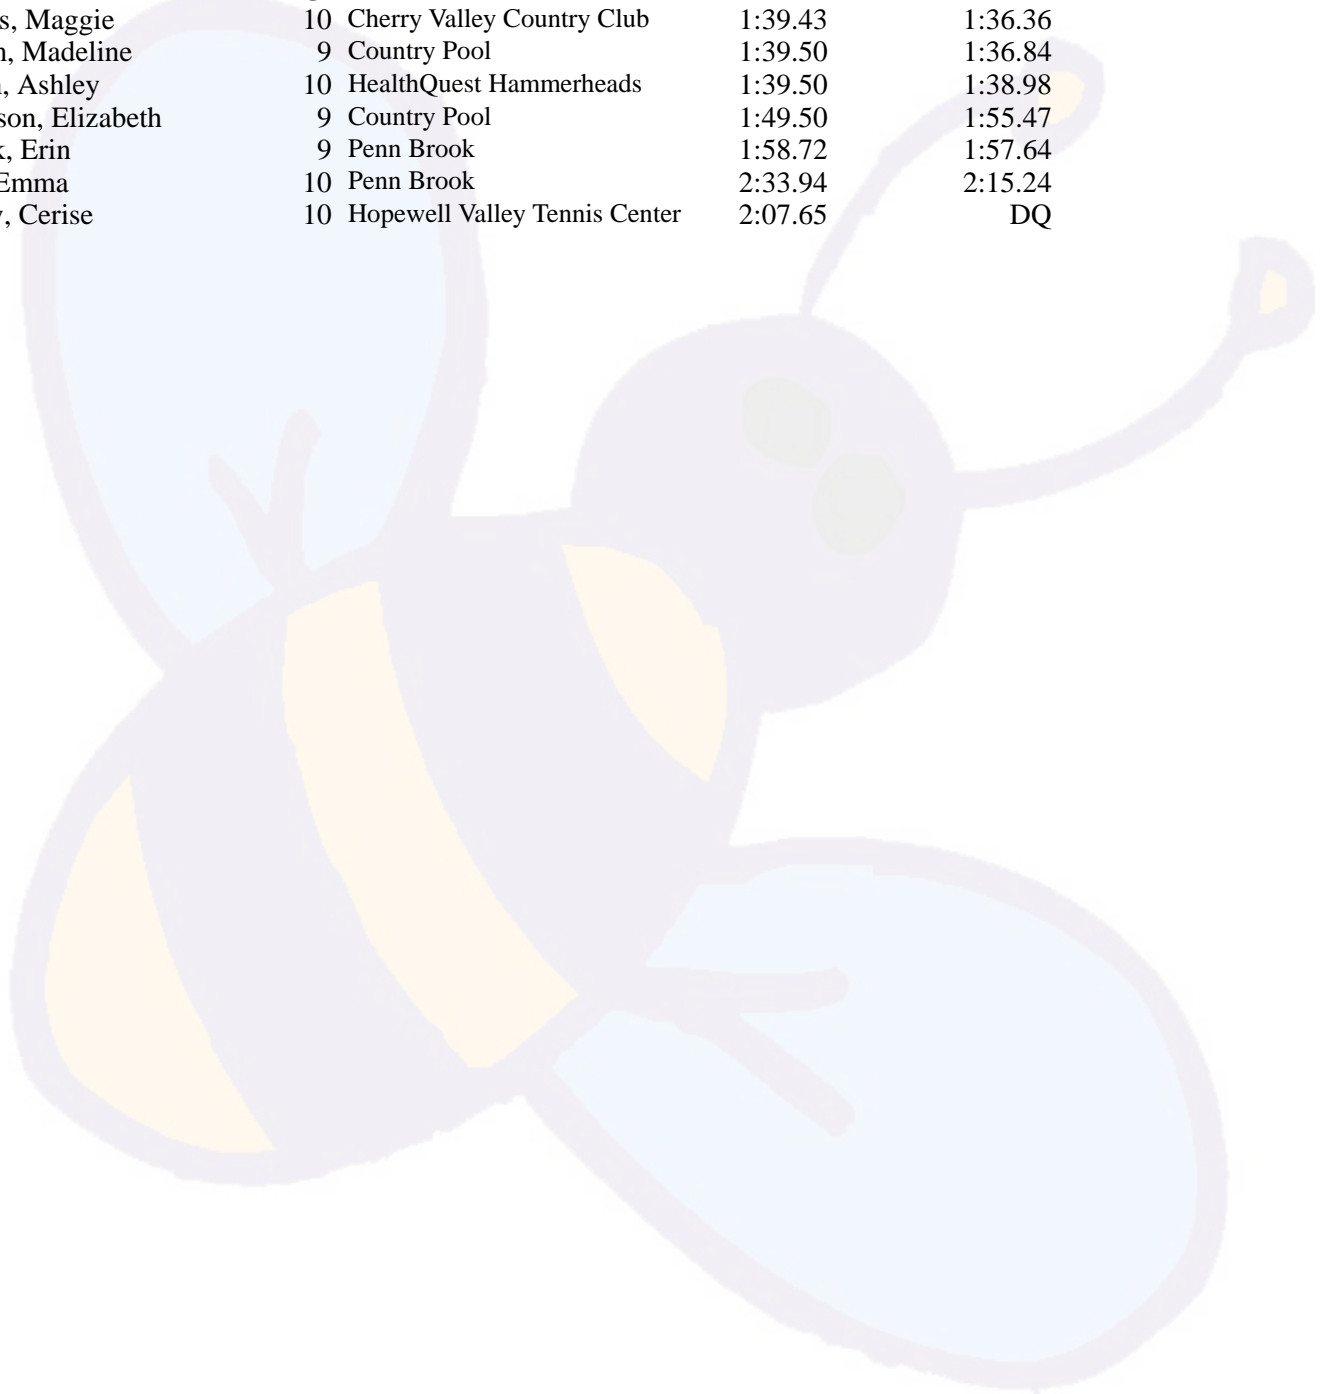 s, Maggie 10 Cherry Valley Country Club 1:39.43 1:36.36
n, Madeline 9 Country Pool 1:39.50 1:36.84
, Ashley 10 HealthQuest Hammerheads 1:39.50 1:38.98
son, Elizabeth 9 Country Pool 1:49.50 1:55.47
k, Erin 9 Penn Brook 1:58.72 1:57.64
Emma 10 Penn Brook 2:33.94 2:15.24
, Cerise 10 Hopewell Valley Tennis Center 2:07.65 DQ